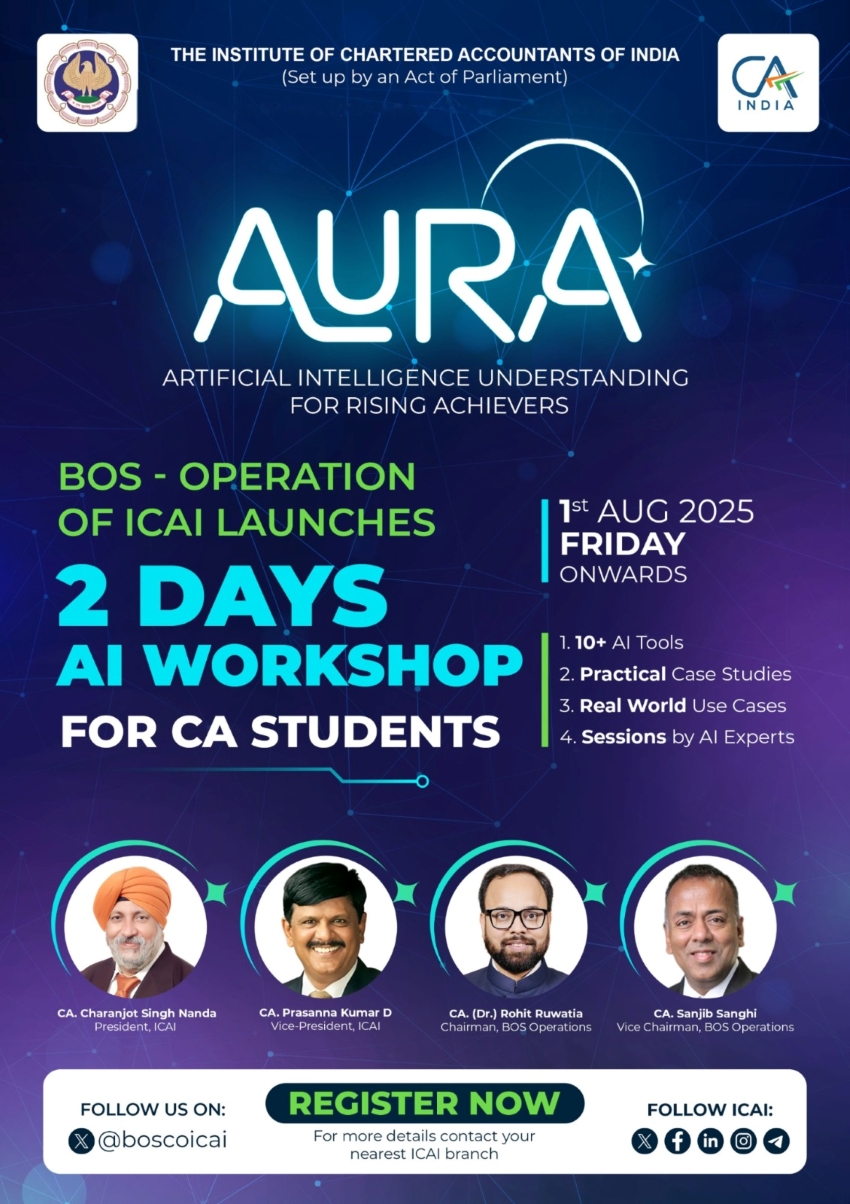 THE INSTITUTE OF CHARTERED ACCOUNTANTS OF INDIA
(Set up by an Act of Parliament)
CA
INDIA
AURA
ARTIFICIAL INTELLIGENCE UNDERSTANDING
FOR RISING ACHIEVERS
BOS - OPERATION
OF ICAI LAUNCHES
2 DAYS
AI WORKSHOP
FOR CA STUDENTS
1st AUG 2025
FRIDAY
ONWARDS
1. 10+ AI Tools
2. Practical Case Studies
3. Real World Use Cases
4. Sessions by AI Experts
CA. Charanjot Singh Nanda
President, ICAI
CA. Prasanna Kumar D
Vice-President, ICAI
CA. (Dr.) Rohit Ruwatia
Chairman, BOS Operations
CA. Sanjib Sanghi
Vice Chairman, BOS Operations
FOLLOW US ON:
@boscoicai
REGISTER NOW
For more details contact your
nearest ICAI branch
FOLLOW ICAI: